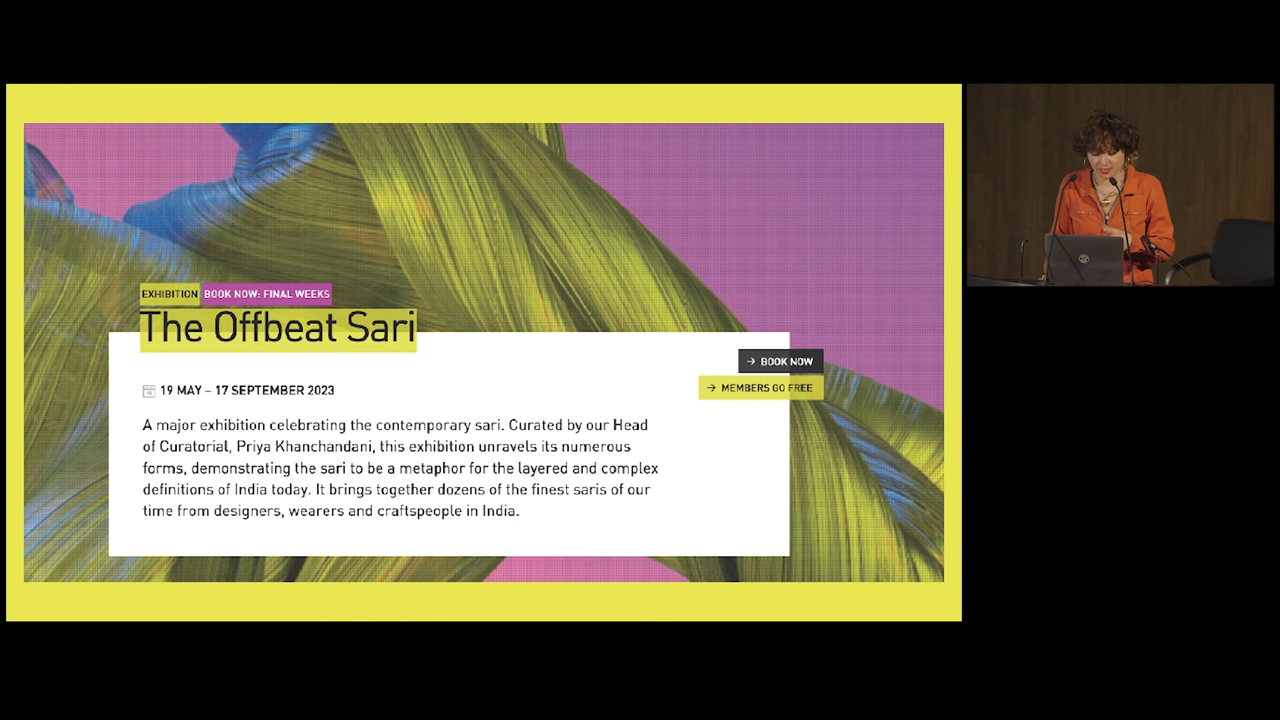 EXHIBITION BOOK NOW: FINAL WEEKS
The Offbeat Sari
→ BOOK NOW
→ MEMBERS GO FREE
19 MAY – 17 SEPTEMBER 2023
A major exhibition celebrating the contemporary sari. Curated by our Head
of Curatorial, Priya Khanchandani, this exhibition unravels its numerous
forms, demonstrating the sari to be a metaphor for the layered and complex
definitions of India today. It brings together dozens of the finest saris of our
time from designers, wearers and craftspeople in India.